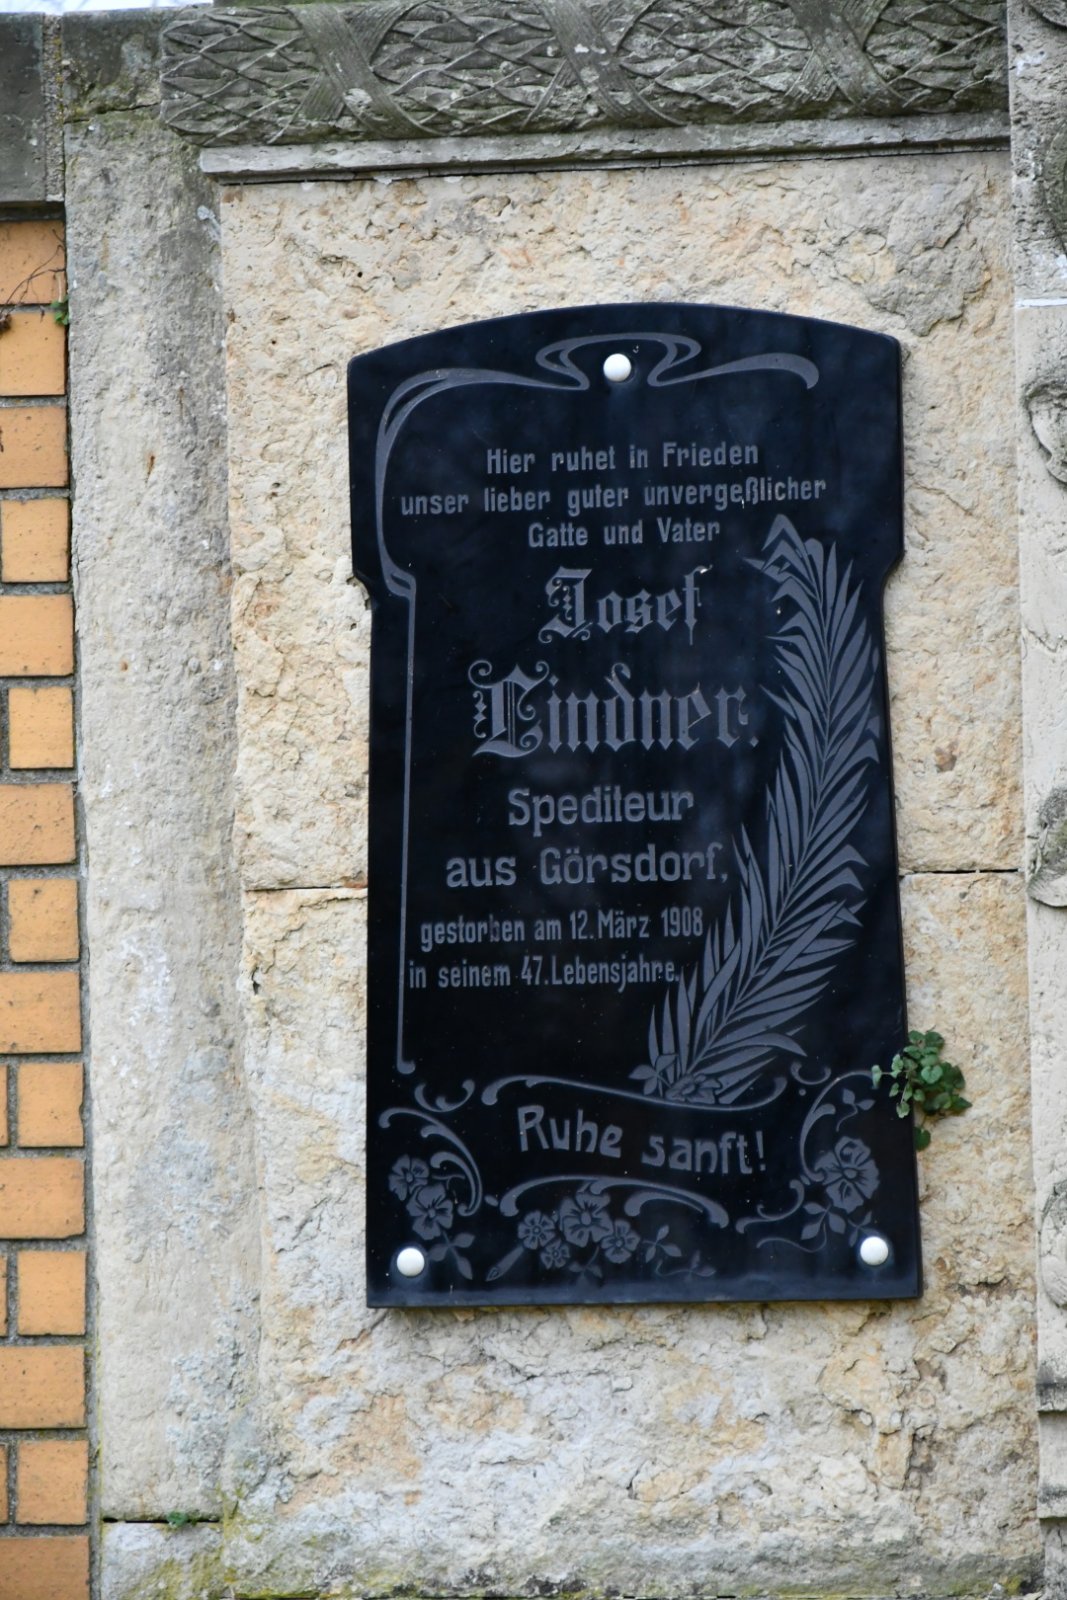 Hier ruhet in Frieden
unser lieber guter unvergeßlicher
Gatte und Vater
Josef
Lindner.
Spediteur
aus Görsdorf,
gestorben am 12. März 1908
in seinem 47. Lebensjahre.
Ruhe sanft!